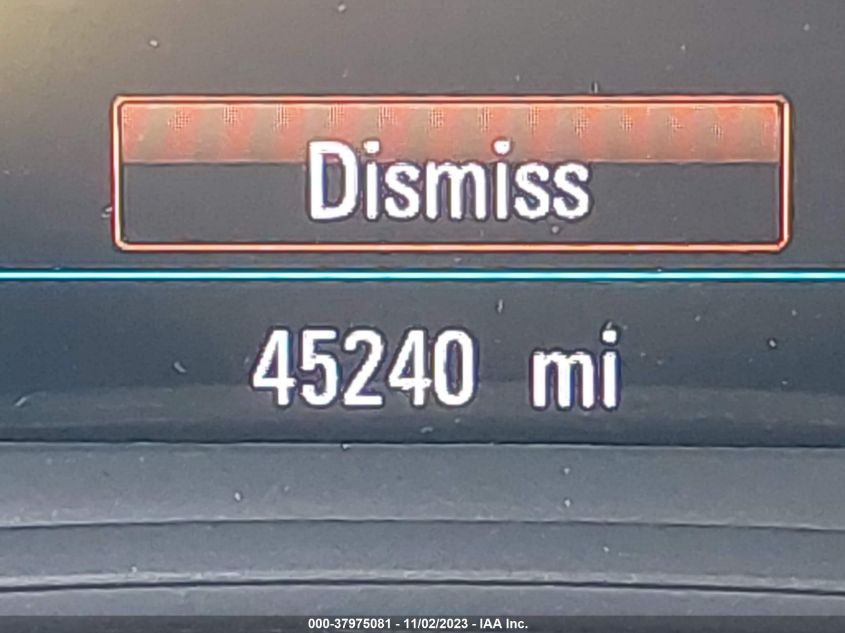 Dismiss
45240 mi
000-37975081 - 11/02/2023 - IAA Inc.